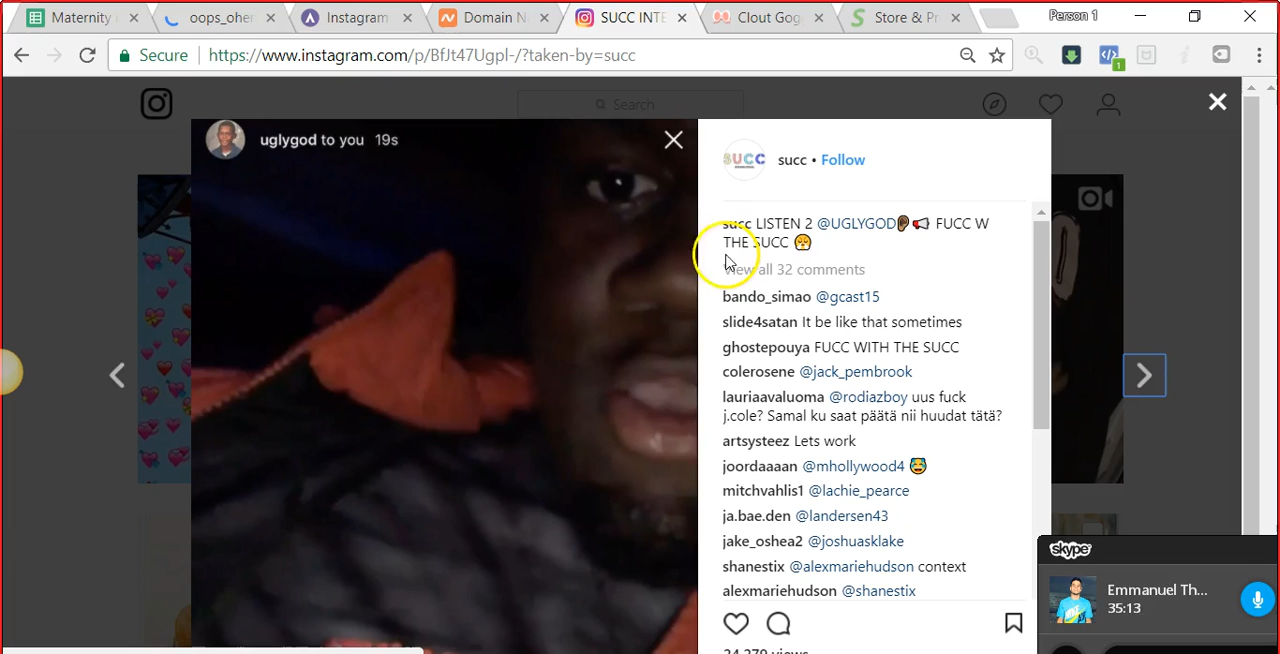 Maternity
oops_oher
Instagram
Domain N
SUCC INTE
Clout Gog
Store & Pr
Person 1
Secure
https://www.instagram.com/p/BfJt47Ugpl-/?taken-by=succ
1
Search
uglygod to you 19s
SUCC
succ • Follow
succ LISTEN 2 @UGLYGOD👂🏿📢 FUCC W
THE SUCC 😤
View all 32 comments
bando_simao @gcast15
slide4satan It be like that sometimes
ghostepouya FUCC WITH THE SUCC
colerosene @jack_pembrook
lauriaavaluoma @rodiazboy uus fuck
j.cole? Samal ku saat päätä nii huudat tätä?
artsysteez Lets work
joordaaaan @mhollywood4 😹
mitchvahlis1 @lachie_pearce
ja.bae.den @landersen43
jake_oshea2 @joshuasklake
shanestix @alexmariehudson context
alexmariehudson @shanestix
skype
Emmanuel Th...
35:13